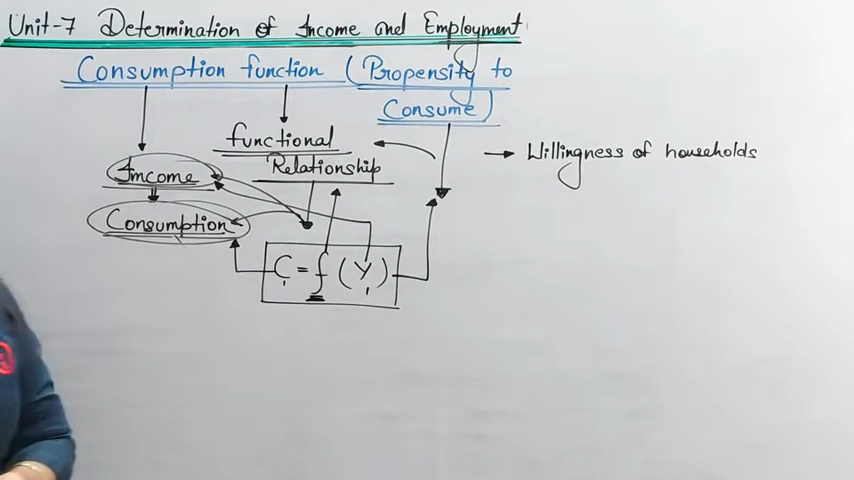 Unit-7 Determination of Income and Employment
Consumption function (Propensity to
Consume)
functional
Relationship
Willingness of households
Income
Consumption
C = f (Y)